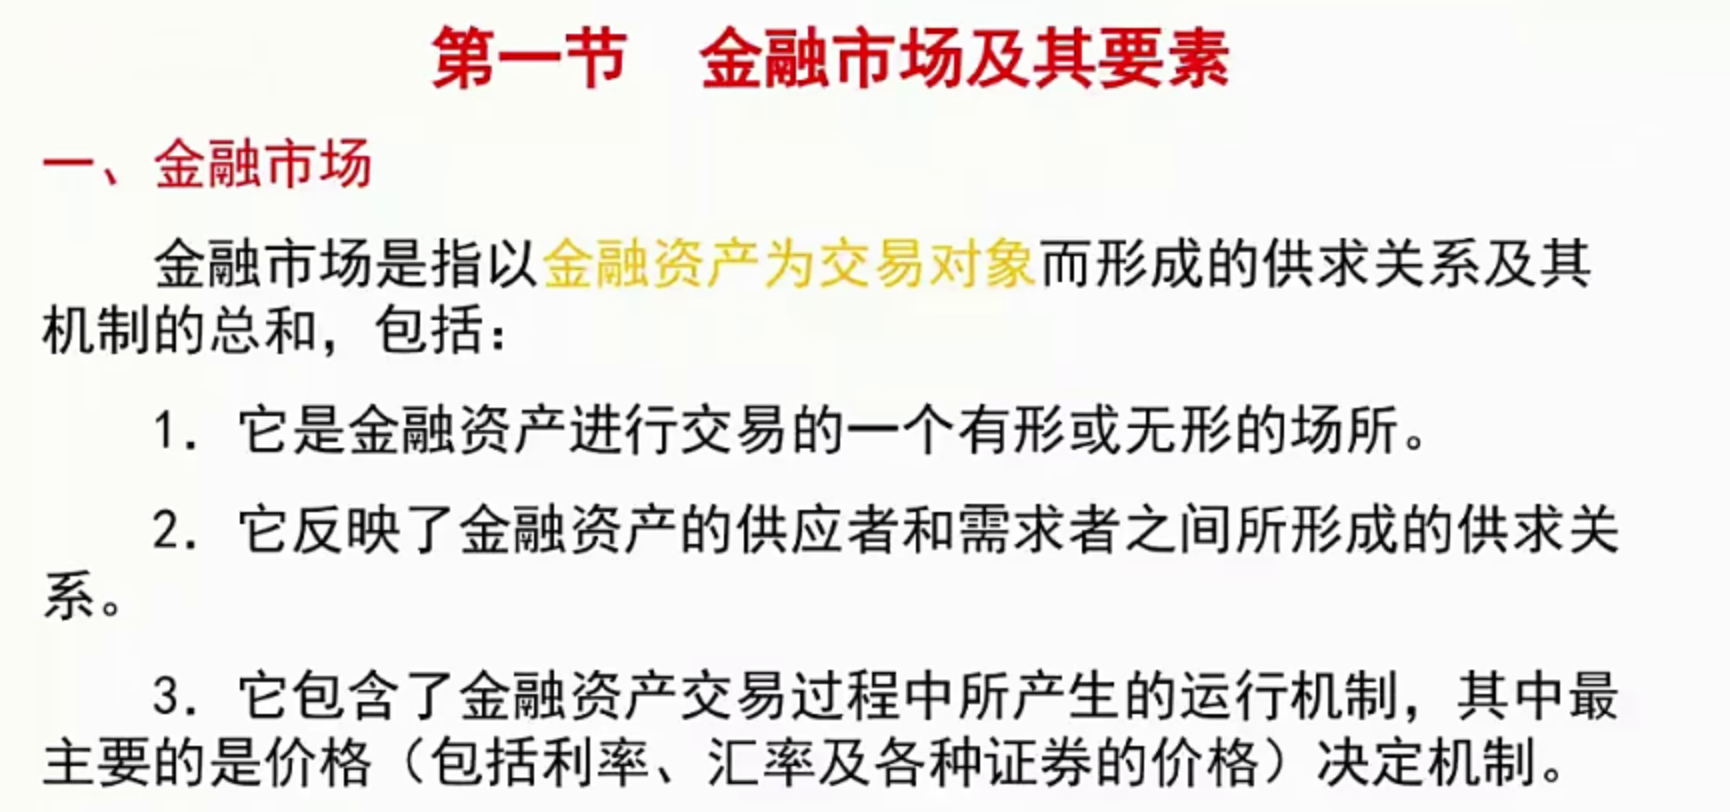 第一节　金融市场及其要素
一、金融市场
金融市场是指以金融资产为交易对象而形成的供求关系及其
机制的总和，包括：
1．它是金融资产进行交易的一个有形或无形的场所。
2．它反映了金融资产的供应者和需求者之间所形成的供求关
系。
3．它包含了金融资产交易过程中所产生的运行机制，其中最
主要的是价格（包括利率、汇率及各种证券的价格）决定机制。